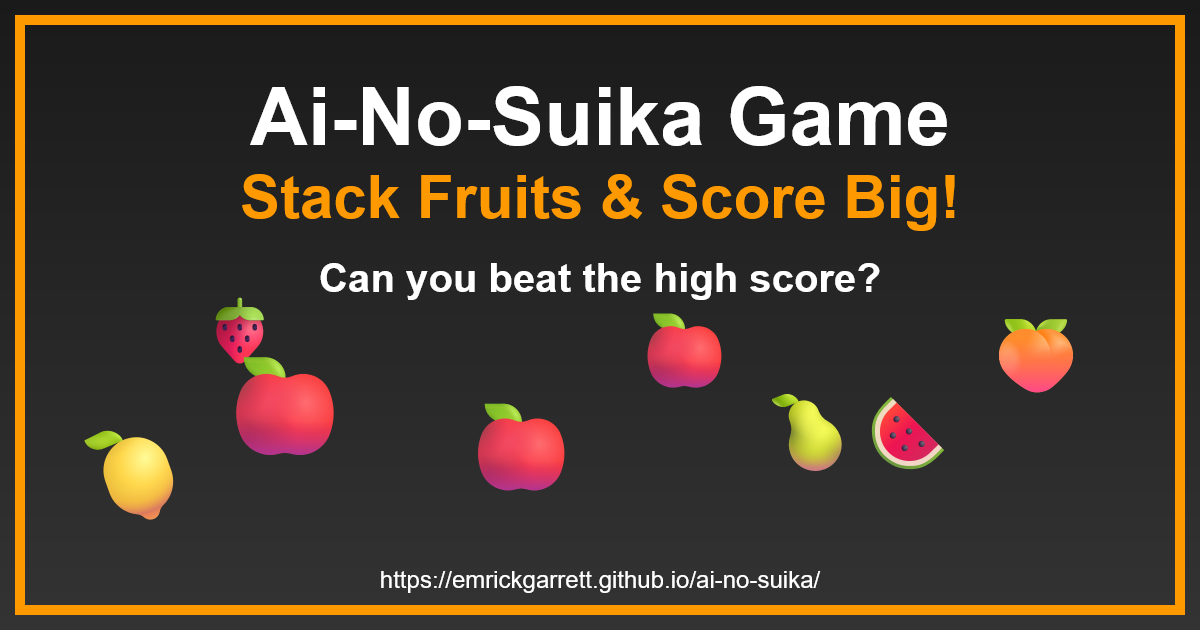 Ai-No-Suika Game
Stack Fruits & Score Big!
Can you beat the high score?
https://emrickgarrett.github.io/ai-no-suika/